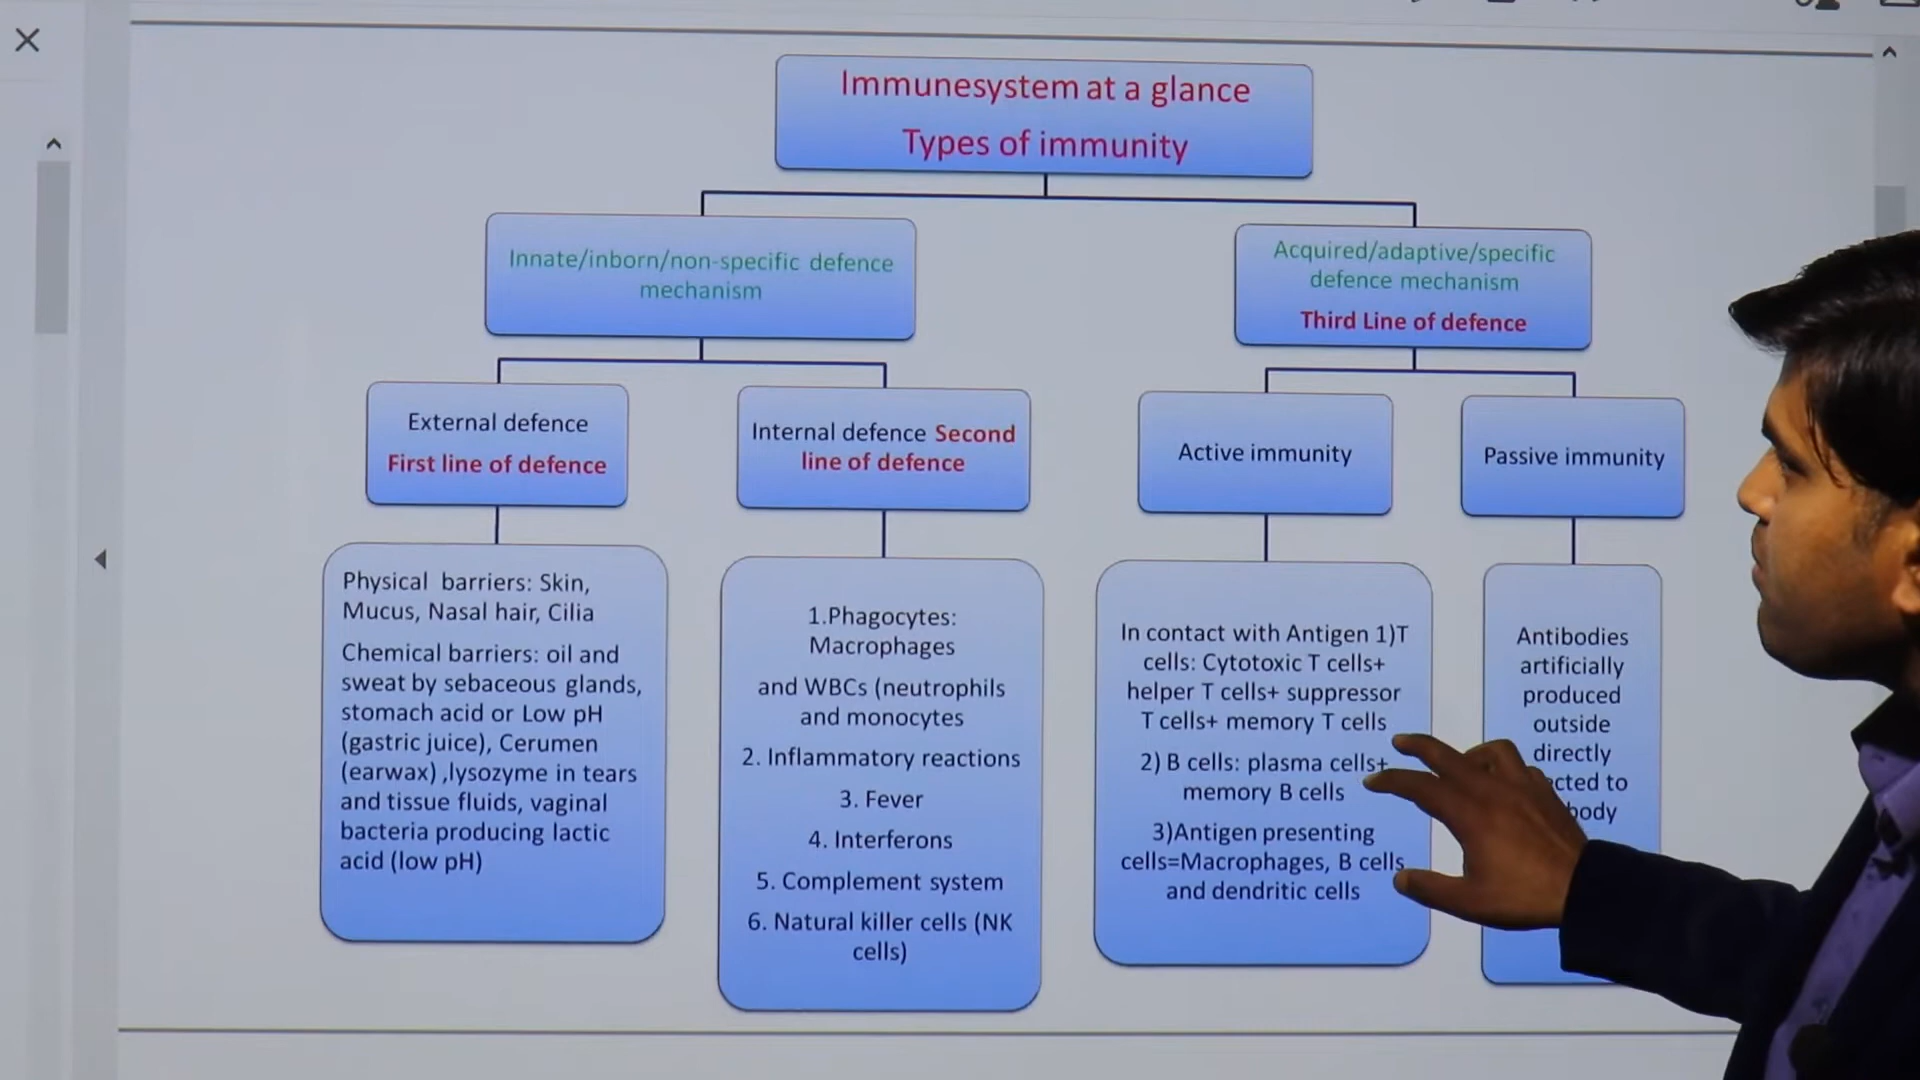 Immunesystem at a glance
Types of immunity
Innate/inborn/non-specific defence
mechanism
Acquired/adaptive/specific
defence mechanism
Third Line of defence
External defence
First line of defence
Internal defence Second
line of defence
Active immunity
Passive immunity
Physical barriers: Skin,
Mucus, Nasal hair, Cilia
Chemical barriers: oil and
sweat by sebaceous glands,
stomach acid or Low pH
(gastric juice), Cerumen
(earwax) ,lysozyme in tears
and tissue fluids, vaginal
bacteria producing lactic
acid (low pH)
1.Phagocytes:
Macrophages
and WBCs (neutrophils
and monocytes
2. Inflammatory reactions
3. Fever
4. Interferons
5. Complement system
6. Natural killer cells (NK
cells)
In contact with Antigen 1)T
cells: Cytotoxic T cells+
helper T cells+ suppressor
T cells+ memory T cells
2) B cells: plasma cells+
memory B cells
3)Antigen presenting
cells=Macrophages, B cells
and dendritic cells
Antibodies
artificially
produced
outside
directly
to
body